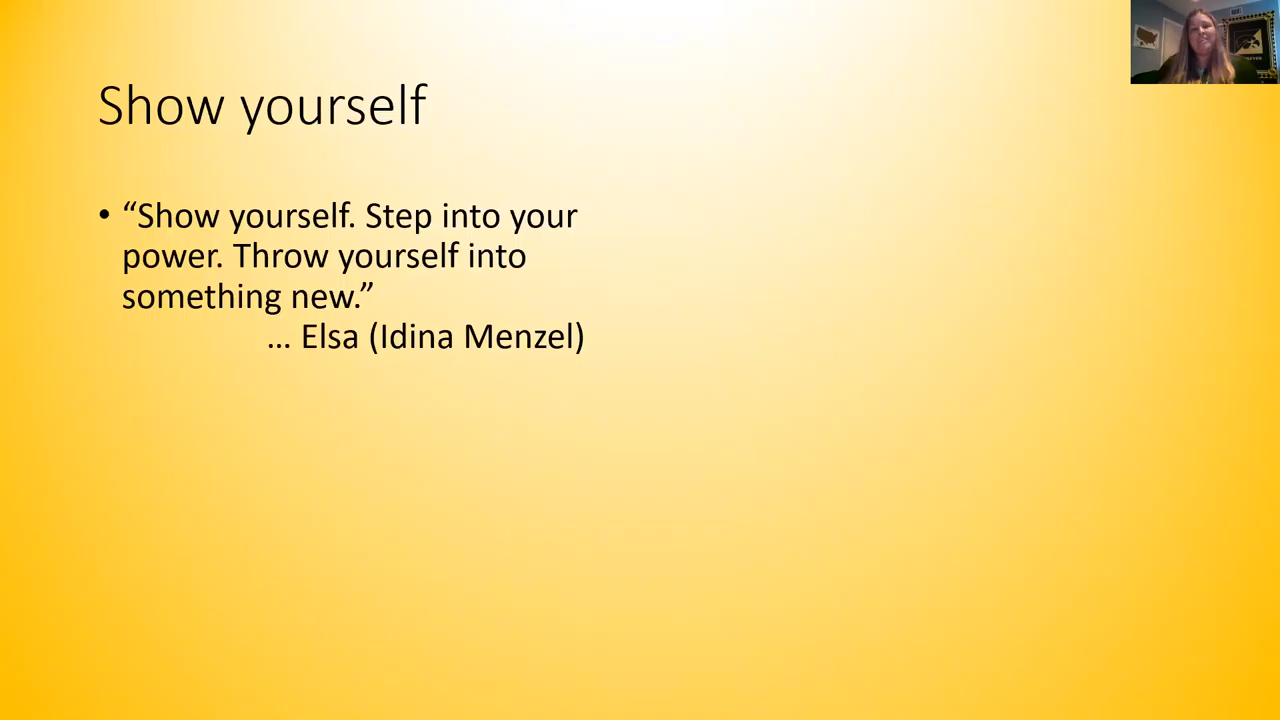 Show yourself
• “Show yourself. Step into your
power. Throw yourself into
something new.”
… Elsa (Idina Menzel)